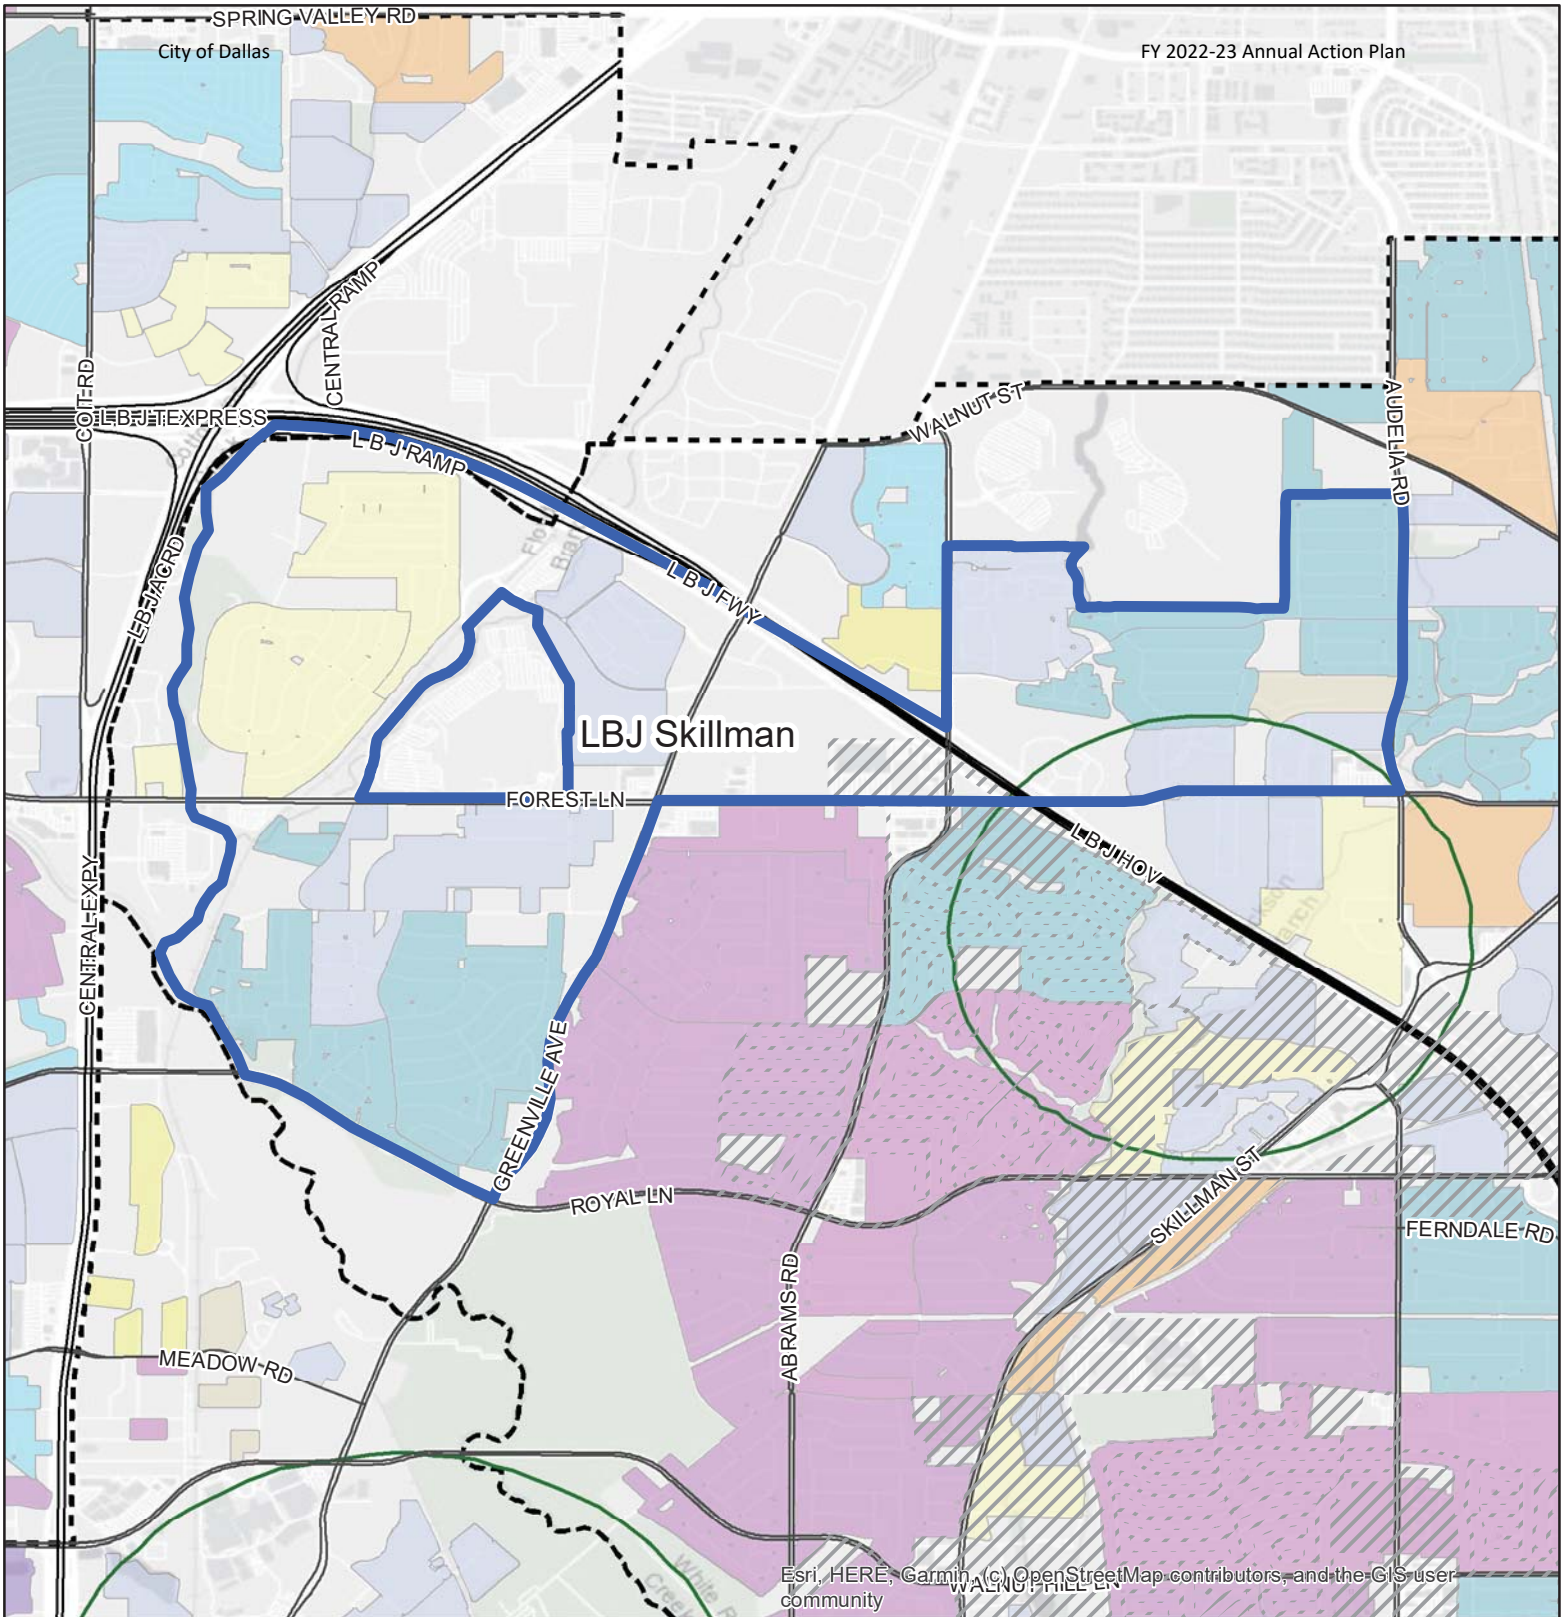 SPRING VALLEY RD
City of Dallas
FY 2022-23 Annual Action Plan
CENTRAL RAMP
COIT RD
L B J TEXPRESS
L B J RAMP
WALNUT ST
AUDELIA RD
L B J ACRD
L B J FWY
LBJ Skillman
FOREST LN
L B J HOV
CENTRAL EXPY
GREENVILLE AVE
ROYAL LN
SKILLMAN ST
FERNDALE RD
ABRAMS RD
MEADOW RD
WALNUT HILL LN
White R
Creek
Esri, HERE, Garmin, (c) OpenStreetMap contributors, and the GIS user
community